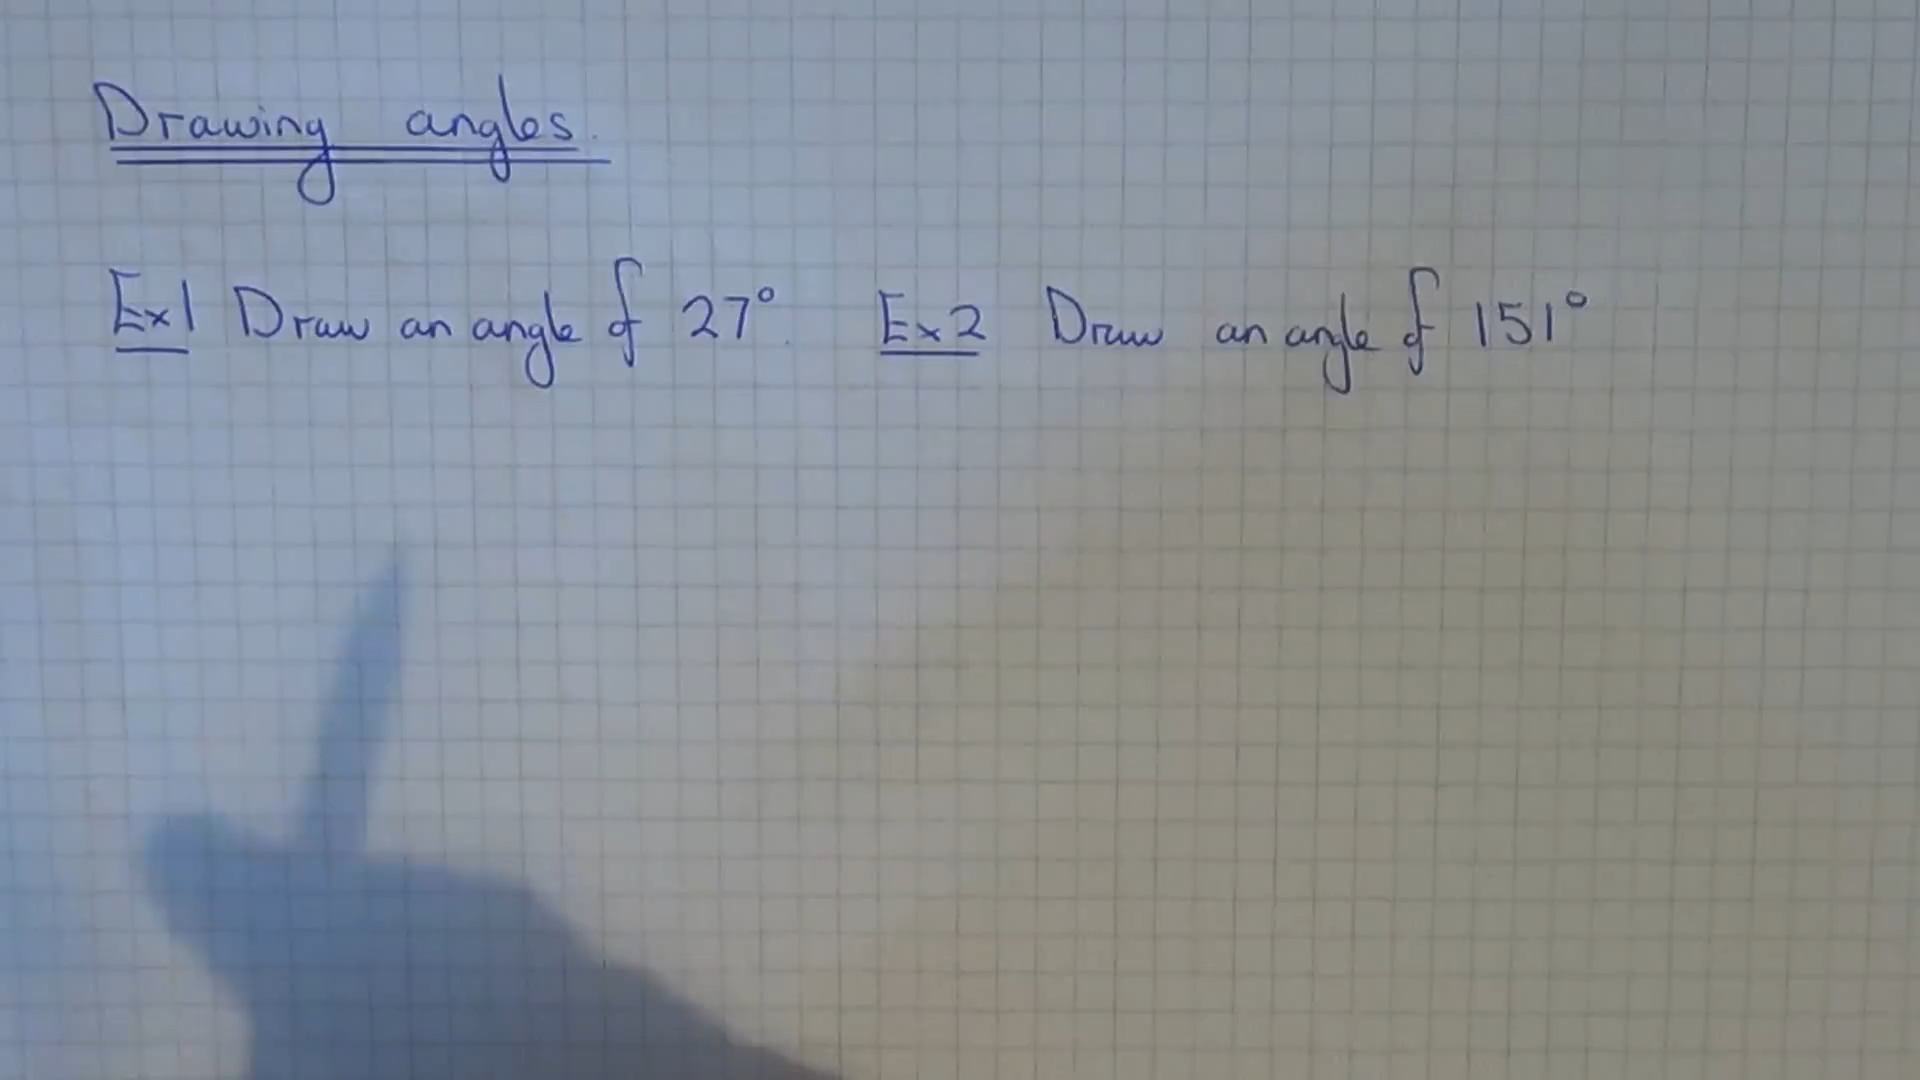 Drawing angles.
Ex1 Draw an angle of 27°. Ex2 Draw an angle of 151°